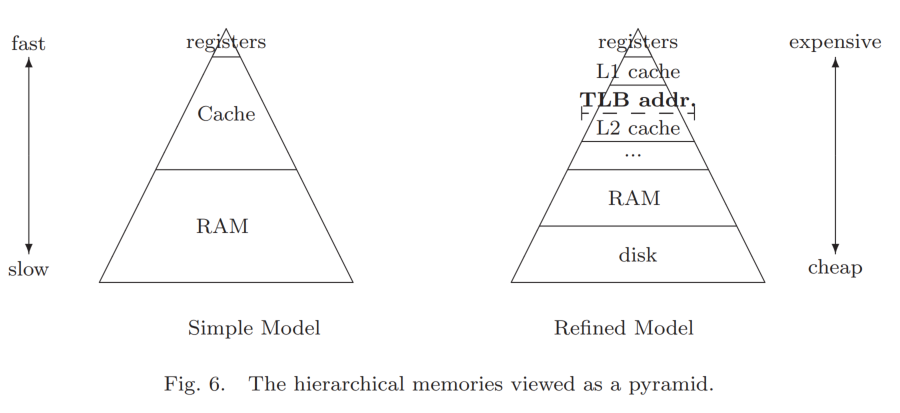 fast
slow
registers
Cache
RAM
Simple Model
registers
L1 cache
TLB addr.
L2 cache
...
RAM
disk
Refined Model
expensive
cheap
Fig. 6. The hierarchical memories viewed as a pyramid.